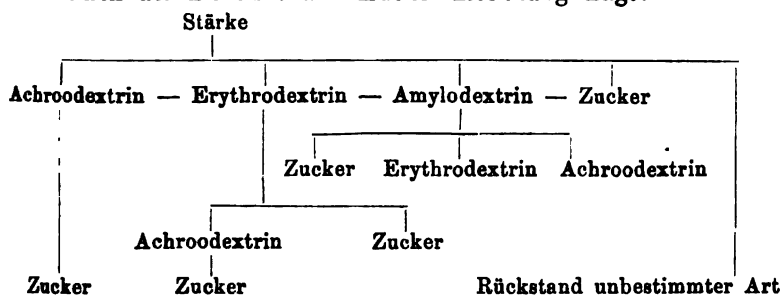 Stärke
Achroodextrin — Erythrodextrin — Amylodextrin — Zucker
Zucker Erythrodextrin Achroodextrin
Achroodextrin Zucker
Zucker Zucker Rückstand unbestimmter Art